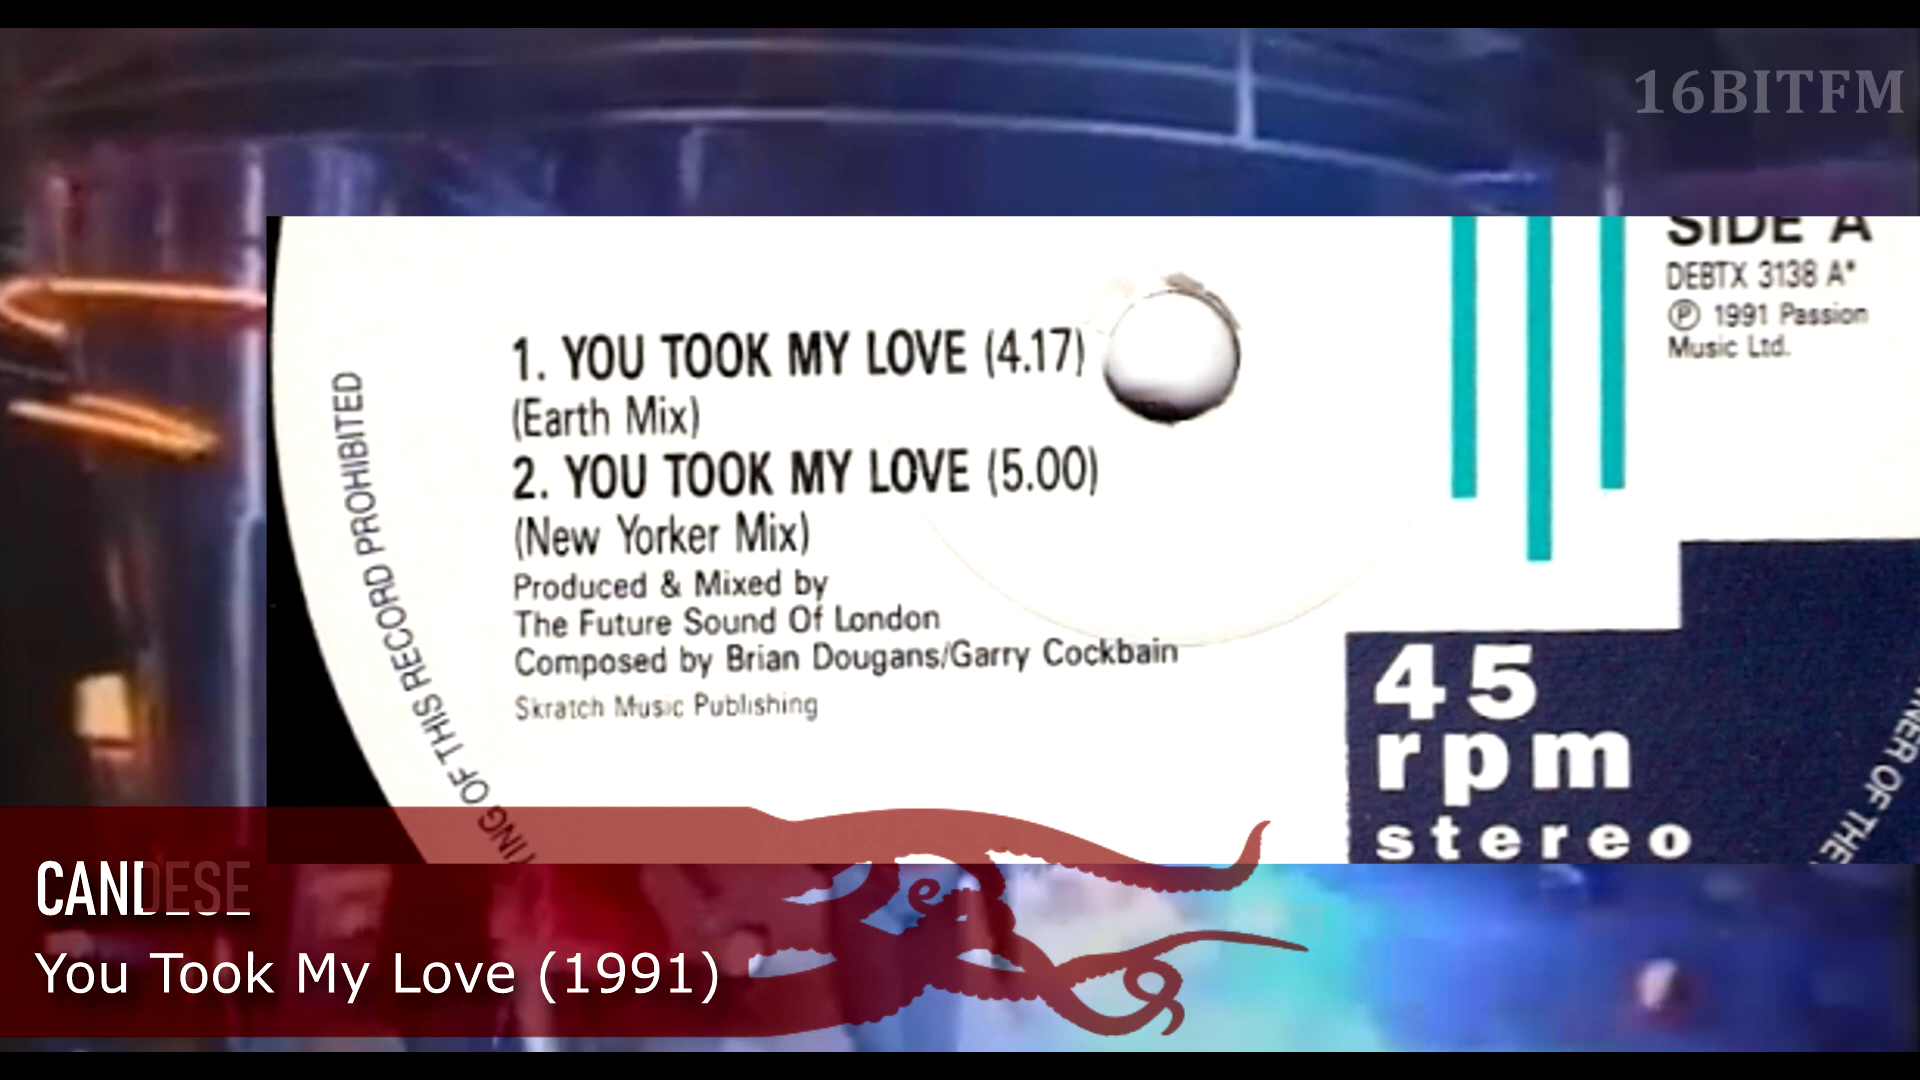 16BITFM
SIDE A
DEBTX 3138 A*
Ⓟ 1991 Passion
Music Ltd.
1. YOU TOOK MY LOVE (4.17)
(Earth Mix)
2. YOU TOOK MY LOVE (5.00)
(New Yorker Mix)
Produced & Mixed by
The Future Sound Of London
Composed by Brian Dougans/Garry Cockbain
Skratch Music Publishing
OF THIS RECORD PROHIBITED
45
rpm
stereo
OF THE
CANDESE
You Took My Love (1991)